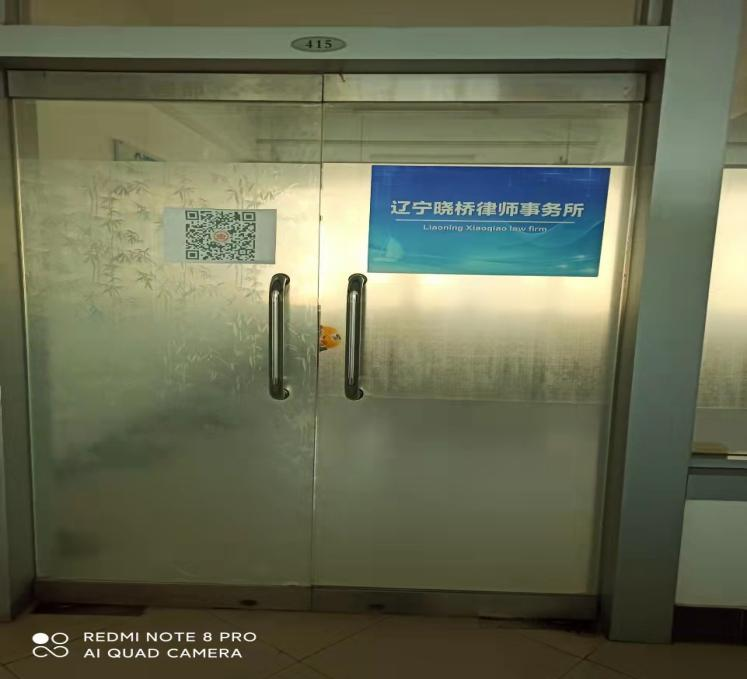 415
辽宁晓桥律师事务所
Liaoning Xiaoqiao law firm
REDMI NOTE 8 PRO
AI QUAD CAMERA